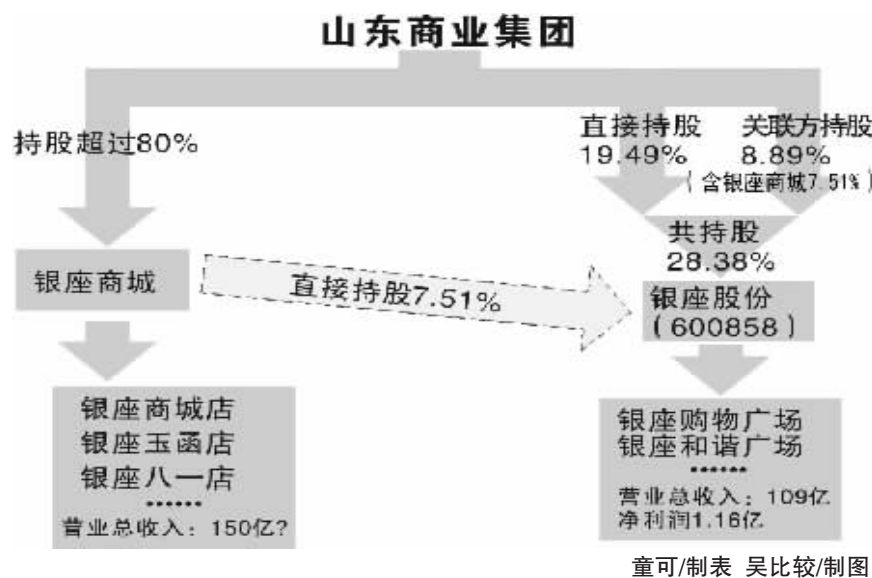 山东商业集团
持股超过80%
直接持股
19.49%
关联方持股
8.89%
(含银座商城7.51%)
共持股
28.38%
银座商城
直接持股7.51%
银座股份
(600858)
银座商城店
银座玉函店
银座八一店
······
营业总收入：150亿?
银座购物广场
银座和谐广场
······
营业总收入：109亿
净利润1.16亿
童可/制表 吴比较/制图